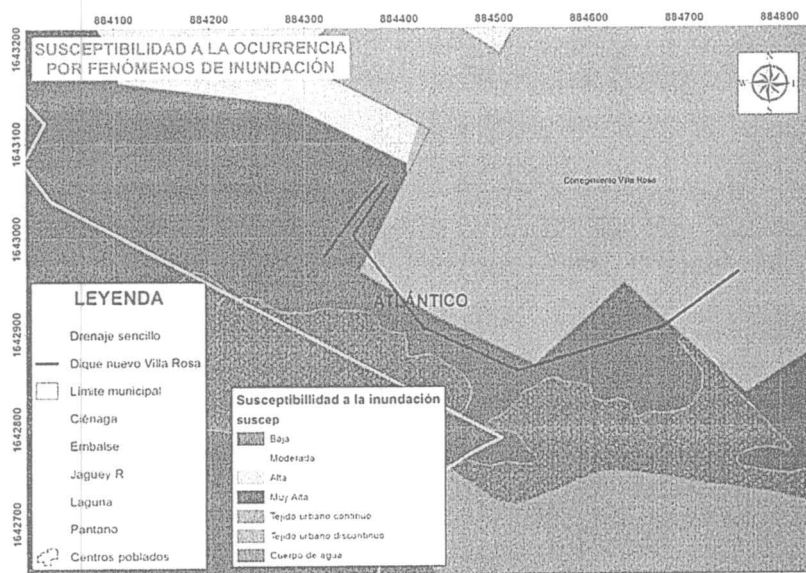 884100 884200 884300 884400 884500 884600 884700 884800
SUSCEPTIBILIDAD A LA OCURRENCIA
POR FENÓMENOS DE INUNDACIÓN
N
W E
S
1643200
1643100
1643000
1642900
1642800
1642700
Corregimiento Villa Rosa
ATLÁNTICO
LEYENDA
Drenaje sencillo
Dique nuevo Villa Rosa
Límite municipal
Ciénaga
Embalse
Jaguey R
Laguna
Pantano
Centros poblados
Susceptibillidad a la inundación
suscep
Baja
Moderada
Alta
Muy Alta
Tejido urbano continuo
Tejido urbano discontinuo
Cuerpo de agua